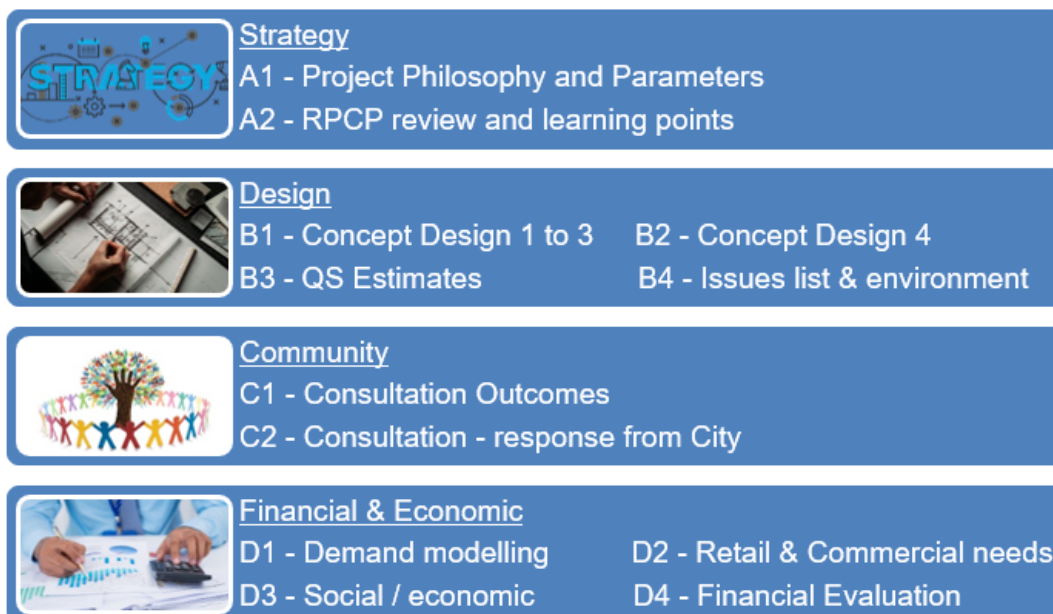 STRATEGY
Strategy
A1 - Project Philosophy and Parameters
A2 - RPCP review and learning points
Design
B1 - Concept Design 1 to 3 B2 - Concept Design 4
B3 - QS Estimates B4 - Issues list & environment
Community
C1 - Consultation Outcomes
C2 - Consultation - response from City
Financial & Economic
D1 - Demand modelling D2 - Retail & Commercial needs
D3 - Social / economic D4 - Financial Evaluation